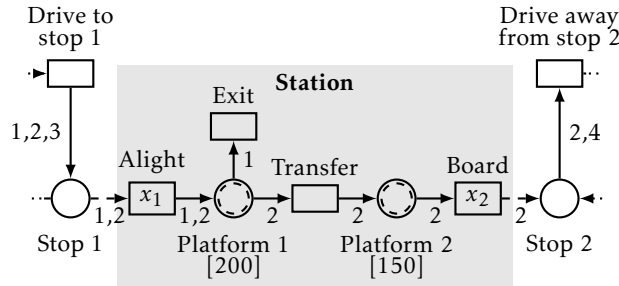 Drive to
stop 1
Drive away
from stop 2
Station
Exit
1,2,3
1
2,4
Alight
Transfer
Board
x1
x2
1,2
1,2
2
2
2
2
Stop 1
Platform 1
[200]
Platform 2
[150]
Stop 2